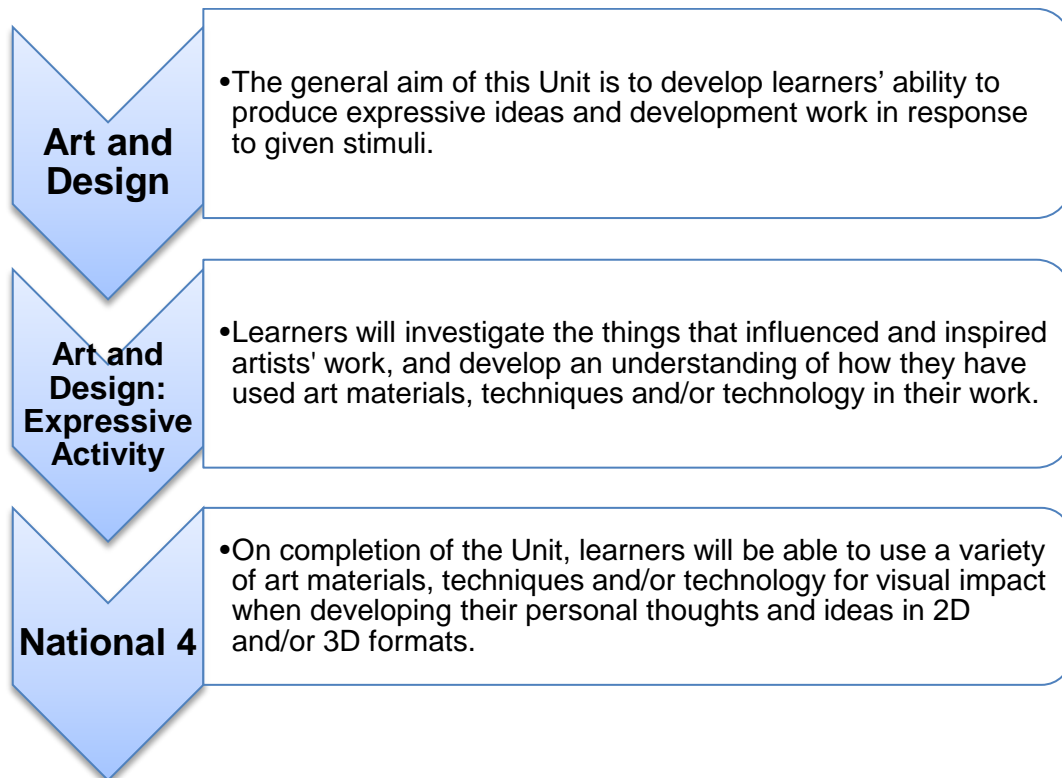 Art and
Design
•The general aim of this Unit is to develop learners’ ability to
produce expressive ideas and development work in response
to given stimuli.
Art and
Design:
Expressive
Activity
•Learners will investigate the things that influenced and inspired
artists' work, and develop an understanding of how they have
used art materials, techniques and/or technology in their work.
National 4
•On completion of the Unit, learners will be able to use a variety
of art materials, techniques and/or technology for visual impact
when developing their personal thoughts and ideas in 2D
and/or 3D formats.